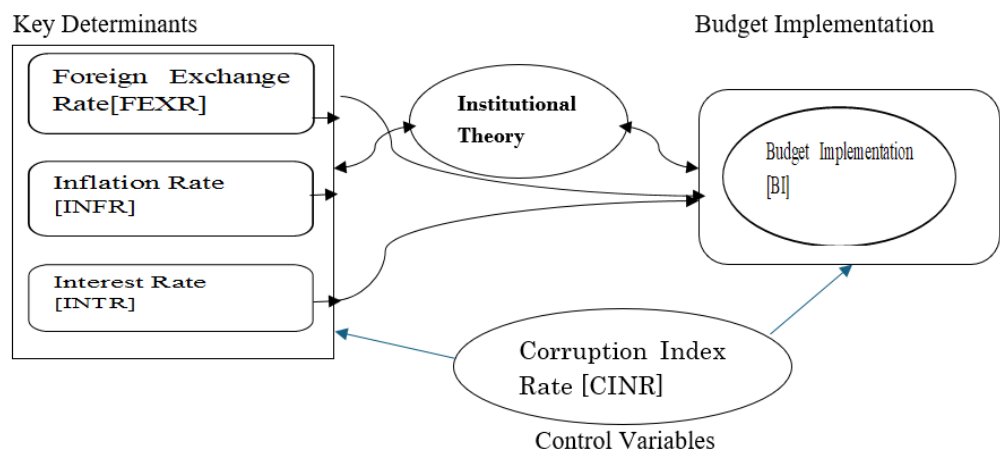 Key Determinants
Budget Implementation
Foreign Exchange
Rate[FEXR]
Institutional
Theory
Budget Implementation
[BI]
Inflation Rate
[INFR]
Interest Rate
[INTR]
Corruption Index
Rate [CINR]
Control Variables